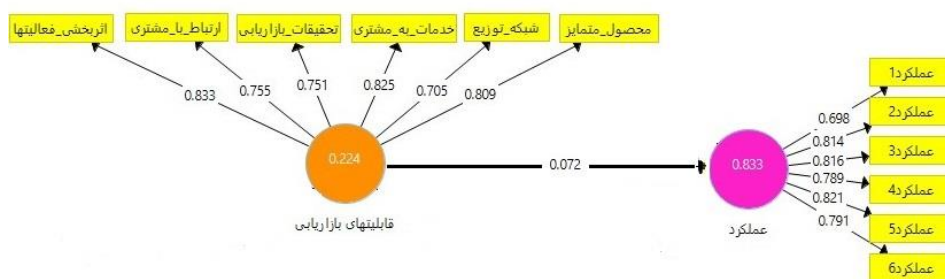 محصول_متمایز
شبکه_توزیع
خدمات_به_مشتری
تحقیقات_بازاریابی
ارتباط_با_مشتری
اثربخشی_فعالیتها
0.833
0.755
0.751
0.825
0.705
0.809
0.224
قابلیتهای بازاریابی
0.072
0.833
عملکرد
0.698
0.814
0.816
0.789
0.821
0.791
عملکرد1
عملکرد2
عملکرد3
عملکرد4
عملکرد5
عملکرد6